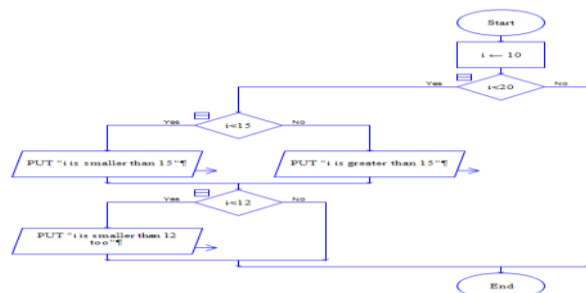 Start
i ← 10
Yes
i<20
No
Yes
i<15
No
PUT "i is smaller than 15"¶
PUT "i is greater than 15"¶
Yes
i<12
No
PUT "i is smaller than 12
too"¶
End